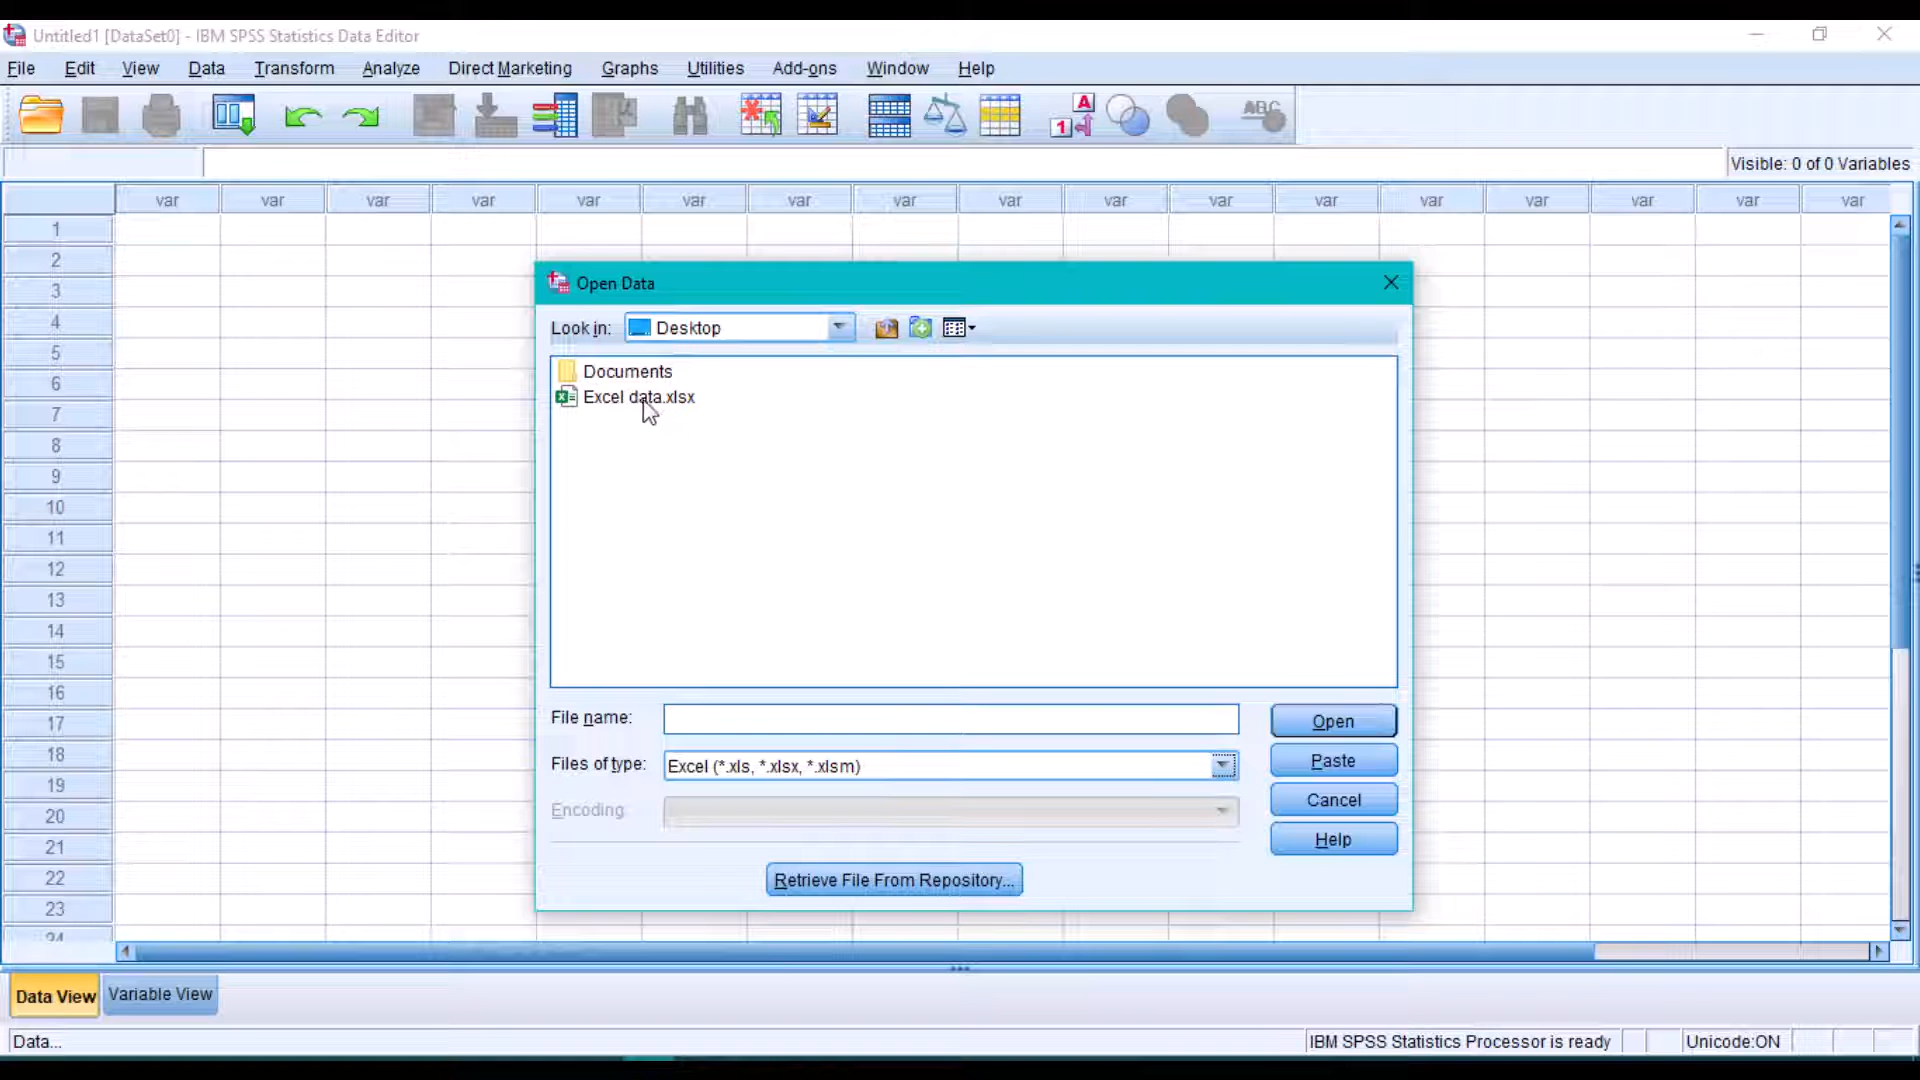 Untitled1 [DataSet0] - IBM SPSS Statistics Data Editor
File Edit View Data Transform Analyze Direct Marketing Graphs Utilities Add-ons Window Help
A
1
ABC
Visible: 0 of 0 Variables
var var var var var var var var var var var var var var var var var
1
2
3
4
5
6
7
8
9
10
11
12
13
14
15
16
17
18
19
20
21
22
23
24
Open Data
Look in: Desktop
Documents
Excel data.xlsx
File name: Open
Files of type: Excel (*.xls, *.xlsx, *.xlsm) Paste
Encoding: Cancel
Help
Retrieve File From Repository...
Data View Variable View
Data... IBM SPSS Statistics Processor is ready Unicode:ON